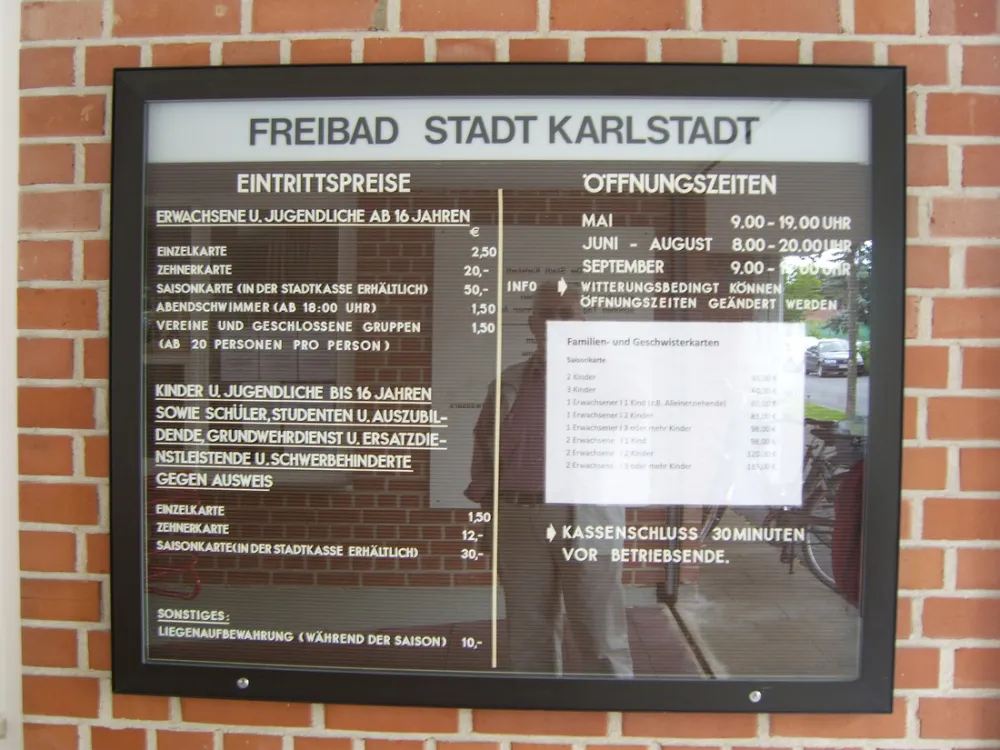 FREIBAD STADT KARLSTADT
EINTRITTSPREISE
ERWACHSENE U. JUGENDLICHE AB 16 JAHREN
€
EINZELKARTE 2,50
ZEHNERKARTE 20,-
SAISONKARTE (IN DER STADTKASSE ERHÄLTLICH) 50,-
ABENDSCHWIMMER (AB 18:00 UHR) 1,50
VEREINE UND GESCHLOSSENE GRUPPEN 1,50
(AB 20 PERSONEN PRO PERSON)
KINDER U. JUGENDLICHE BIS 16 JAHREN
SOWIE SCHÜLER, STUDENTEN U. AUSZUBIL-
DENDE, GRUNDWEHRDIENST U. ERSATZDIE-
NSTLEISTENDE U. SCHWERBEHINDERTE
GEGEN AUSWEIS
EINZELKARTE 1,50
ZEHNERKARTE 12,-
SAISONKARTE (IN DER STADTKASSE ERHÄLTLICH) 30,-
SONSTIGES:
LIEGENAUFBEWAHRUNG (WÄHREND DER SAISON) 10,-
ÖFFNUNGSZEITEN
MAI 9.00 - 19.00 UHR
JUNI - AUGUST 8.00 - 20.00 UHR
SEPTEMBER 9.00 - UHR
INFO WITTERUNGSBEDINGT KÖNNEN
ÖFFNUNGSZEITEN GEÄNDERT WERDEN
Familien- und Geschwisterkarten
Saisonkarte
2 Kinder
3 Kinder
1 Erwachsener / 1 Kind (z.B. Alleinerziehende)
1 Erwachsener / 2 Kinder
1 Erwachsener / 3 oder mehr Kinder 98,00 €
2 Erwachsene / 1 Kind 98,00 €
2 Erwachsene / 2 Kinder
2 Erwachsene / 3 oder mehr Kinder
KASSENSCHLUSS 30 MINUTEN
VOR BETRIEBSENDE.